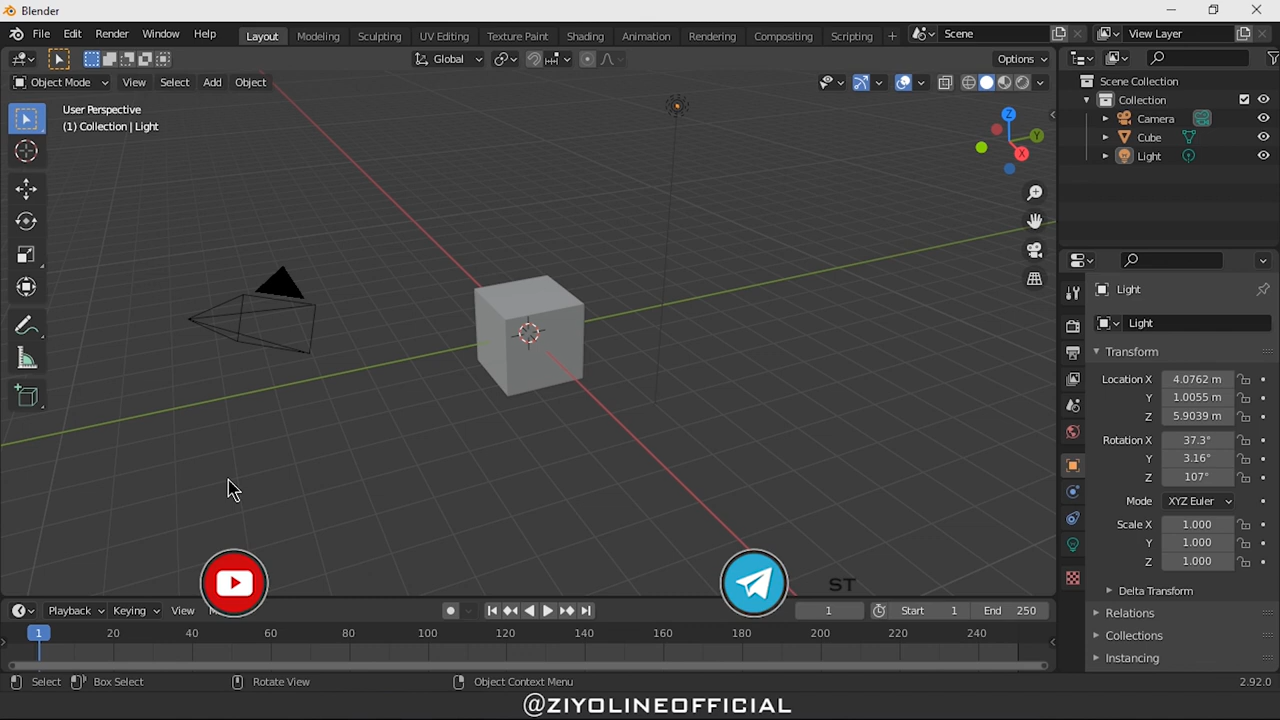 Blender
File Edit Render Window Help Layout Modeling Sculpting UV Editing Texture Paint Shading Animation Rendering Compositing Scripting + Scene View Layer
Global Options
Object Mode View Select Add Object
User Perspective
(1) Collection | Light
Z
Y
X
Scene Collection
Collection
Camera
Cube
Light
Light
Light
Transform
Location X 4.0762 m
Y 1.0055 m
Z 5.9039 m
Rotation X 37.3°
Y 3.16°
Z 107°
Mode XYZ Euler
Scale X 1.000
Y 1.000
Z 1.000
Delta Transform
Relations
Collections
Instancing
ST
Playback Keying View 1 Start 1 End 250
1 20 40 60 80 100 120 140 160 180 200 220 240
Select Box Select Rotate View Object Context Menu 2.92.0
@ZIYOLINEOFFICIAL